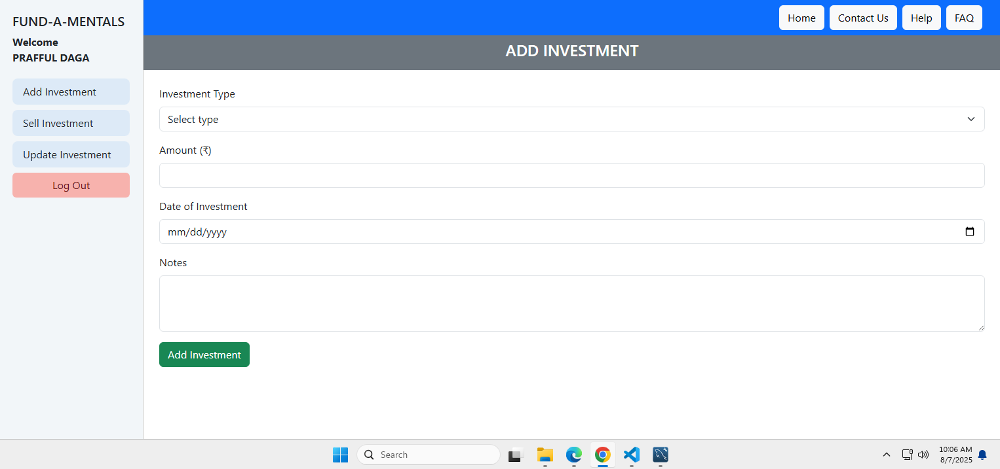 FUND-A-MENTALS
Welcome
PRAFFUL DAGA
Add Investment
Sell Investment
Update Investment
Log Out
Home
Contact Us
Help
FAQ
ADD INVESTMENT
Investment Type
Select type
Amount (₹)
Date of Investment
mm/dd/yyyy
Notes
Add Investment
Search
10:06 AM
8/7/2025